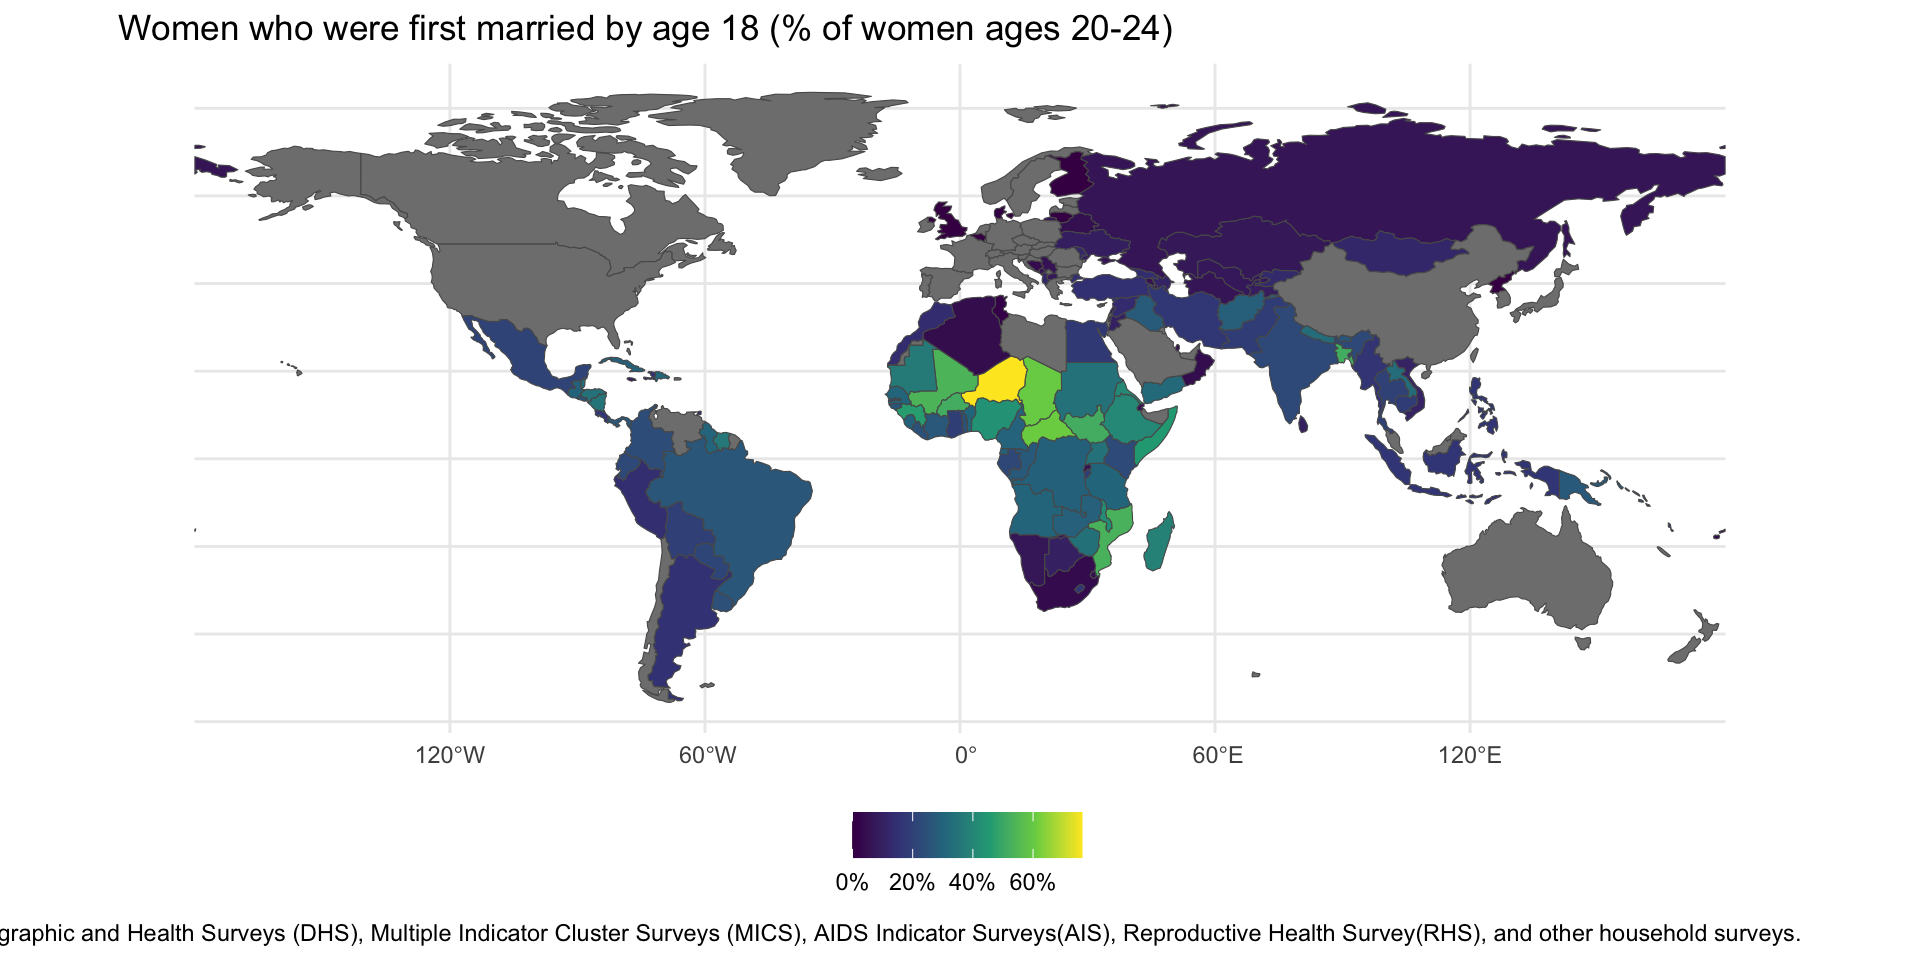 Women who were first married by age 18 (% of women ages 20-24)
120°W 60°W 0° 60°E 120°E
0% 20% 40% 60%
graphic and Health Surveys (DHS), Multiple Indicator Cluster Surveys (MICS), AIDS Indicator Surveys(AIS), Reproductive Health Survey(RHS), and other household surveys.